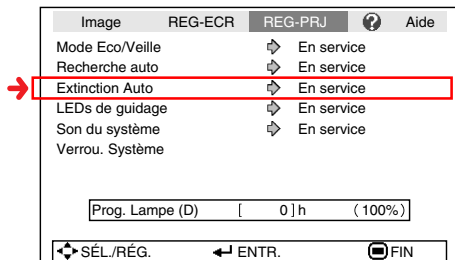 Image REG-ECR REG-PRJ ? Aide
Mode Eco/Veille En service
Recherche auto En service
Extinction Auto En service
LEDs de guidage En service
Son du système En service
Verrou. Système
Prog. Lampe (D) [ 0 ] h (100%)
SÉL./RÉG. ENTR. FIN